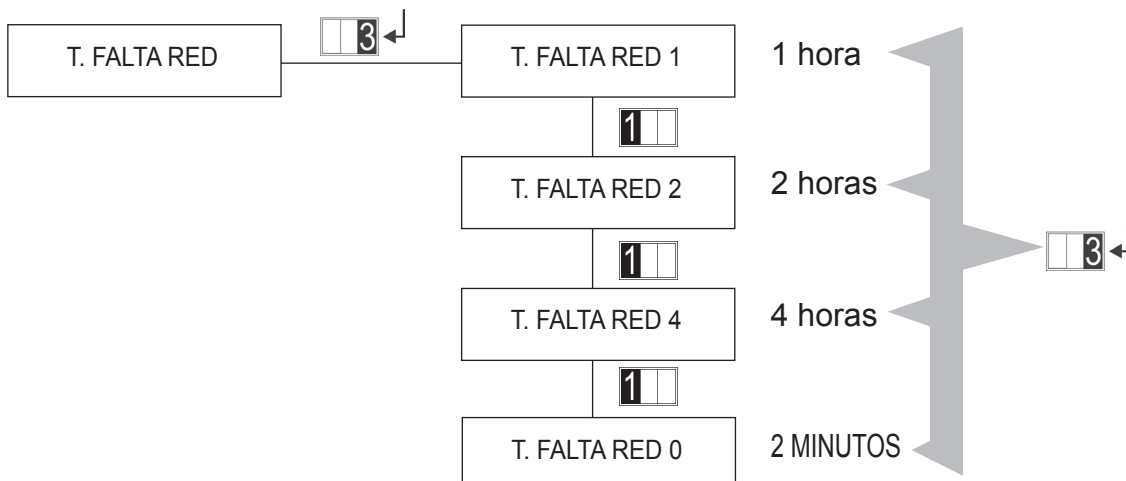 T. FALTA RED
3
T. FALTA RED 1
1 hora
1
T. FALTA RED 2
2 horas
1
3
T. FALTA RED 4
4 horas
1
T. FALTA RED 0
2 MINUTOS